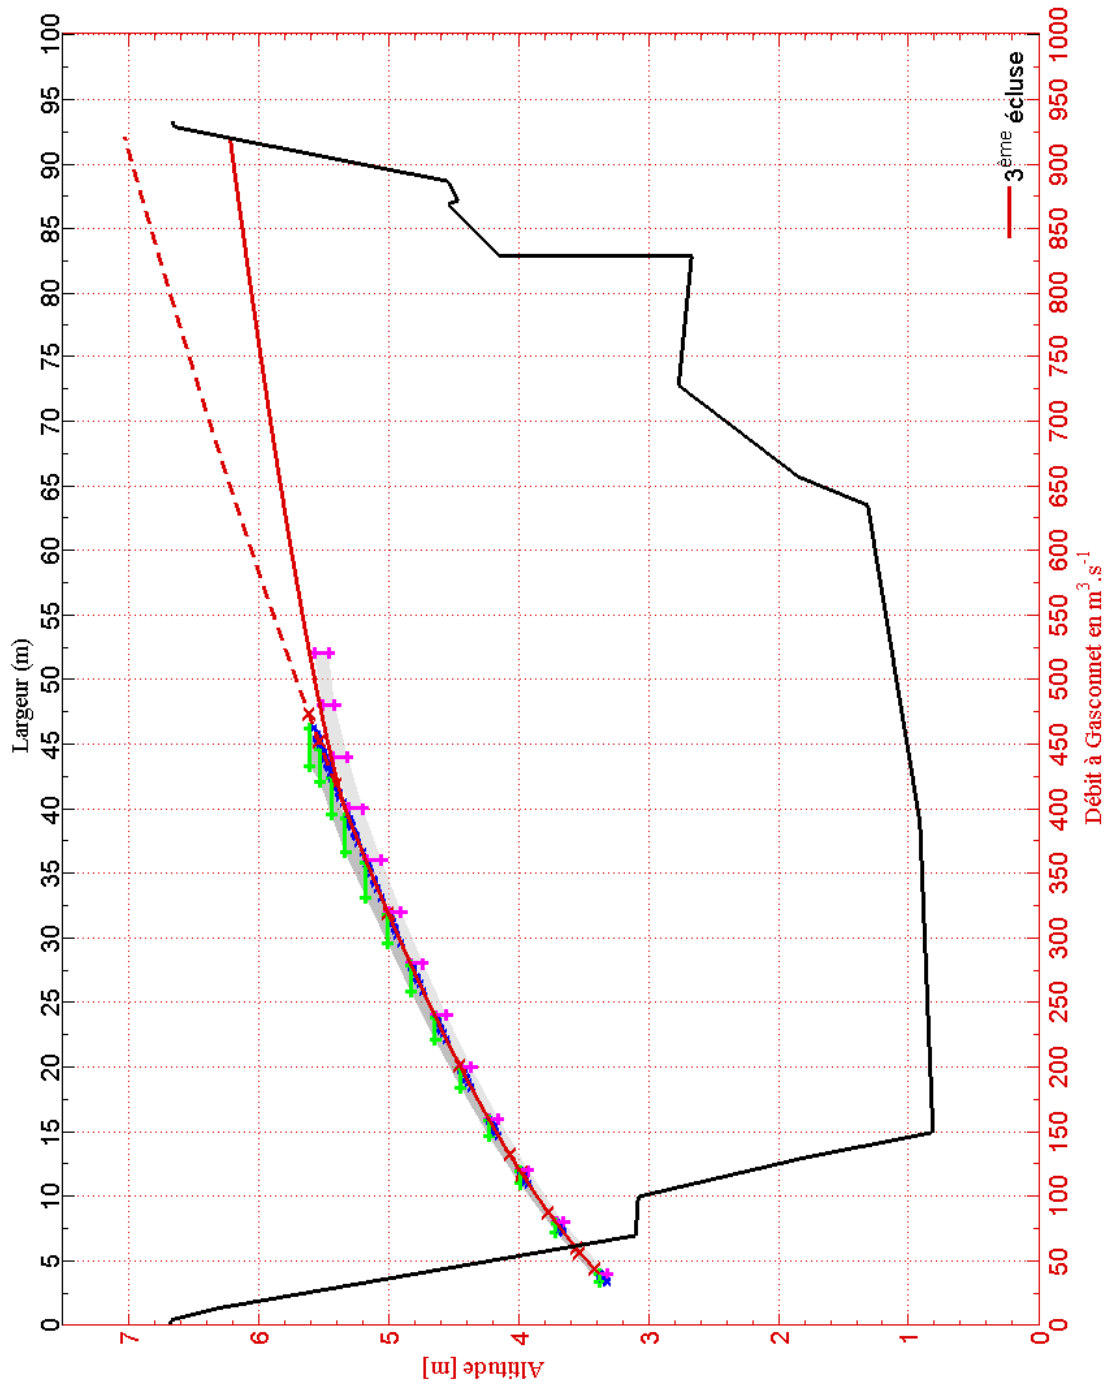 Largeur (m)
0 5 10 15 20 25 30 35 40 45 50 55 60 65 70 75 80 85 90 95 100
Altitude [m]
7
6
5
4
3
2
1
0
3ème écluse
0 50 100 150 200 250 300 350 400 450 500 550 600 650 700 750 800 850 900 950 1000
Débit à Gasconnet en m³.s⁻¹